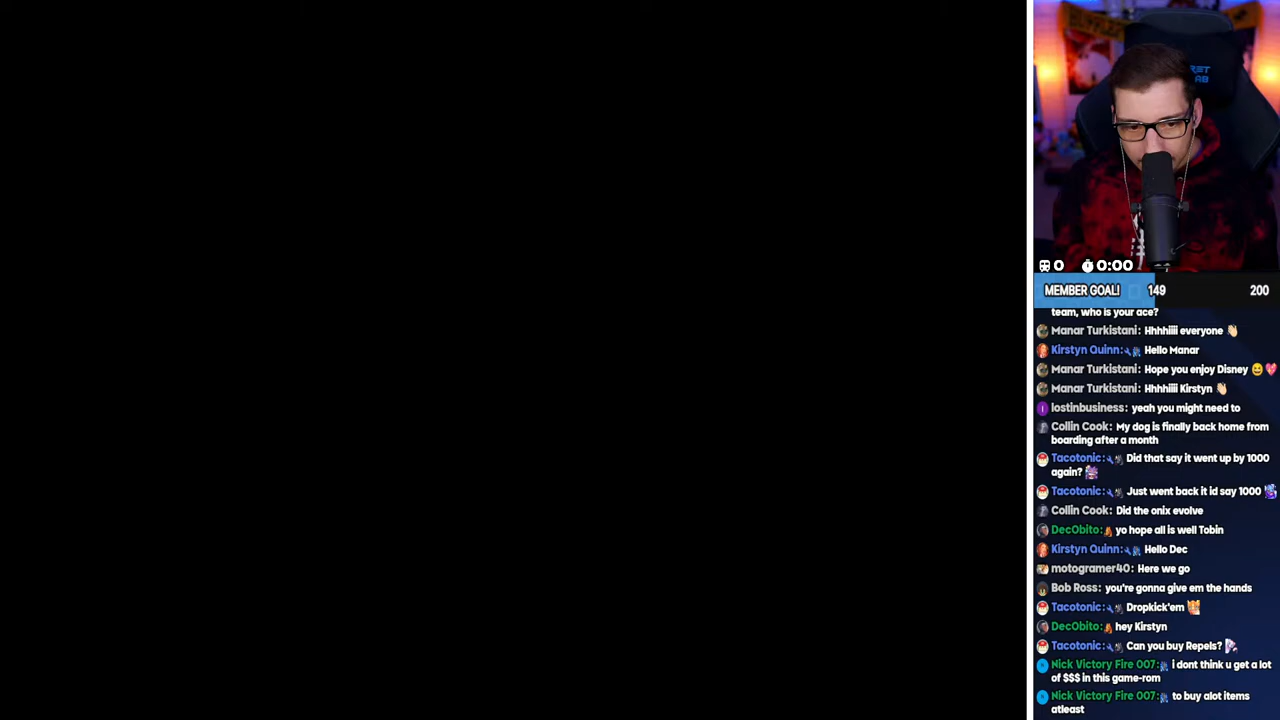 RET
AB
0 0:00
MEMBER GOAL! 149 200
team, who is your ace?
Manar Turkistani: Hhhhiiii everyone 👋🏻
Kirstyn Quinn: Hello Manar
Manar Turkistani: Hope you enjoy Disney 😆💖
Manar Turkistani: Hhhhiiii Kirstyn 👋🏻
lostinbusiness: yeah you might need to
Collin Cook: My dog is finally back home from
boarding after a month
Tacotonic: Did that say it went up by 1000
again?
Tacotonic: Just went back it id say 1000
Collin Cook: Did the onix evolve
DecObito: yo hope all is well Tobin
Kirstyn Quinn: Hello Dec
motogramer40: Here we go
Bob Ross: you're gonna give em the hands
Tacotonic: Dropkick'em
DecObito: hey Kirstyn
Tacotonic: Can you buy Repels?
Nick Victory Fire 007: i dont think u get a lot
of $$$ in this game-rom
Nick Victory Fire 007: to buy alot items
atleast